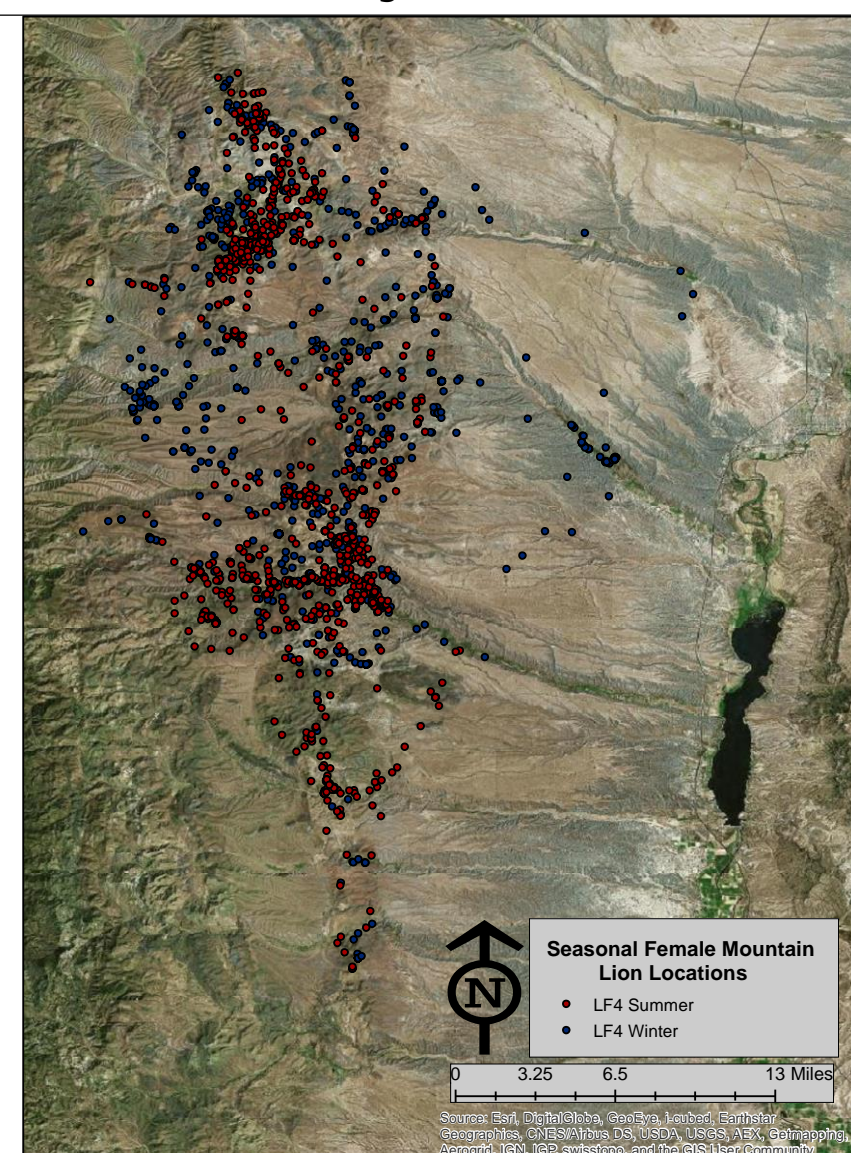 N
Seasonal Female Mountain
Lion Locations
LF4 Summer
LF4 Winter
0 3.25 6.5 13 Miles
Source: Esri, DigitalGlobe, GeoEye, i-cubed, Earthstar
Geographics, CNES/Airbus DS, USDA, USGS, AEX, Getmapping,
Aerogrid, IGN, IGP, swisstopo, and the GIS User Community